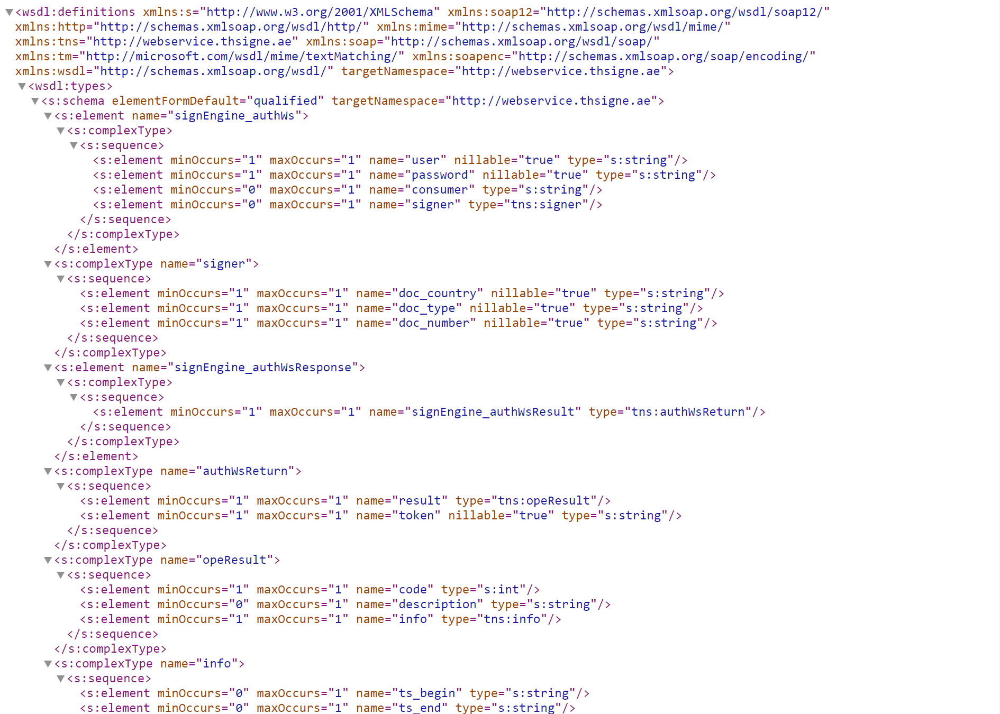 ▼<wsdl:definitions xmlns:s="http://www.w3.org/2001/XMLSchema" xmlns:soap12="http://schemas.xmlsoap.org/wsdl/soap12/"
xmlns:http="http://schemas.xmlsoap.org/wsdl/http/" xmlns:mime="http://schemas.xmlsoap.org/wsdl/mime/"
xmlns:tns="http://webservice.thsigne.ae" xmlns:soap="http://schemas.xmlsoap.org/wsdl/soap/"
xmlns:tm="http://microsoft.com/wsdl/mime/textMatching/" xmlns:soapenc="http://schemas.xmlsoap.org/soap/encoding/"
xmlns:wsdl="http://schemas.xmlsoap.org/wsdl/" targetNamespace="http://webservice.thsigne.ae">
▼<wsdl:types>
▼<s:schema elementFormDefault="qualified" targetNamespace="http://webservice.thsigne.ae">
▼<s:element name="signEngine_authWs">
▼<s:complexType>
▼<s:sequence>
<s:element minOccurs="1" maxOccurs="1" name="user" nillable="true" type="s:string"/>
<s:element minOccurs="1" maxOccurs="1" name="password" nillable="true" type="s:string"/>
<s:element minOccurs="0" maxOccurs="1" name="consumer" type="s:string"/>
<s:element minOccurs="0" maxOccurs="1" name="signer" type="tns:signer"/>
</s:sequence>
</s:complexType>
</s:element>
▼<s:complexType name="signer">
▼<s:sequence>
<s:element minOccurs="1" maxOccurs="1" name="doc_country" nillable="true" type="s:string"/>
<s:element minOccurs="1" maxOccurs="1" name="doc_type" nillable="true" type="s:string"/>
<s:element minOccurs="1" maxOccurs="1" name="doc_number" nillable="true" type="s:string"/>
</s:sequence>
</s:complexType>
▼<s:element name="signEngine_authWsResponse">
▼<s:complexType>
▼<s:sequence>
<s:element minOccurs="1" maxOccurs="1" name="signEngine_authWsResult" type="tns:authWsReturn"/>
</s:sequence>
</s:complexType>
</s:element>
▼<s:complexType name="authWsReturn">
▼<s:sequence>
<s:element minOccurs="1" maxOccurs="1" name="result" type="tns:opeResult"/>
<s:element minOccurs="1" maxOccurs="1" name="token" nillable="true" type="s:string"/>
</s:sequence>
</s:complexType>
▼<s:complexType name="opeResult">
▼<s:sequence>
<s:element minOccurs="1" maxOccurs="1" name="code" type="s:int"/>
<s:element minOccurs="0" maxOccurs="1" name="description" type="s:string"/>
<s:element minOccurs="1" maxOccurs="1" name="info" type="tns:info"/>
</s:sequence>
</s:complexType>
▼<s:complexType name="info">
▼<s:sequence>
<s:element minOccurs="0" maxOccurs="1" name="ts_begin" type="s:string"/>
<s:element minOccurs="0" maxOccurs="1" name="ts_end" type="s:string"/>